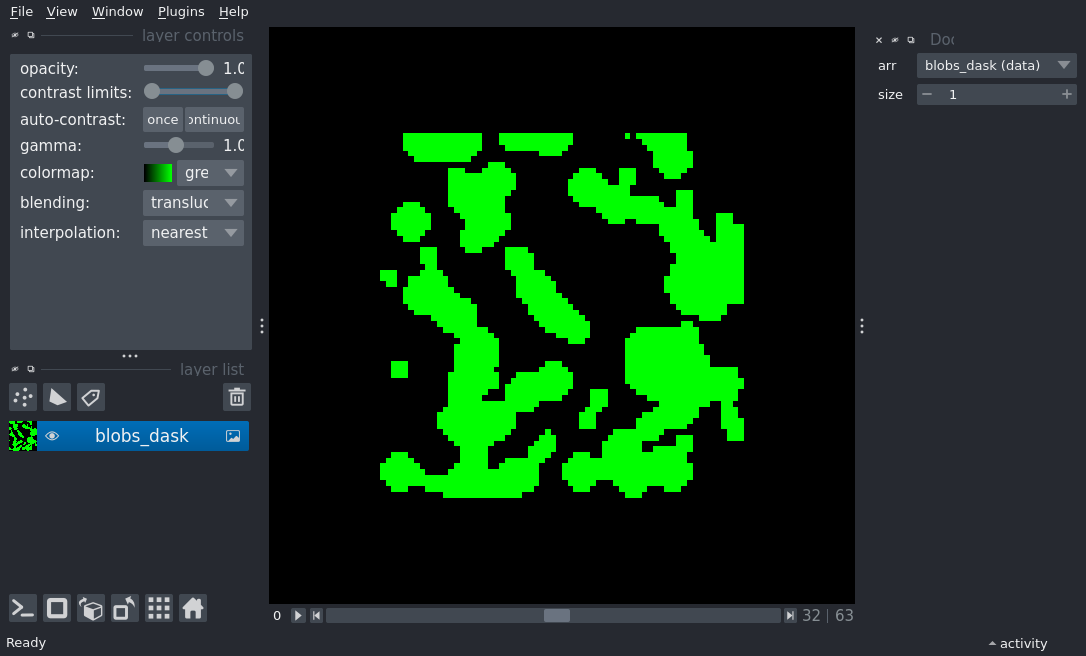 File View Window Plugins Help
layer controls
opacity: 1.0
contrast limits:
auto-contrast: once ontinuou
gamma: 1.0
colormap: gre
blending: transluc
interpolation: nearest
layer list
blobs_dask
0
32 | 63
Ready
activity
Doc
arr blobs_dask (data)
size 1